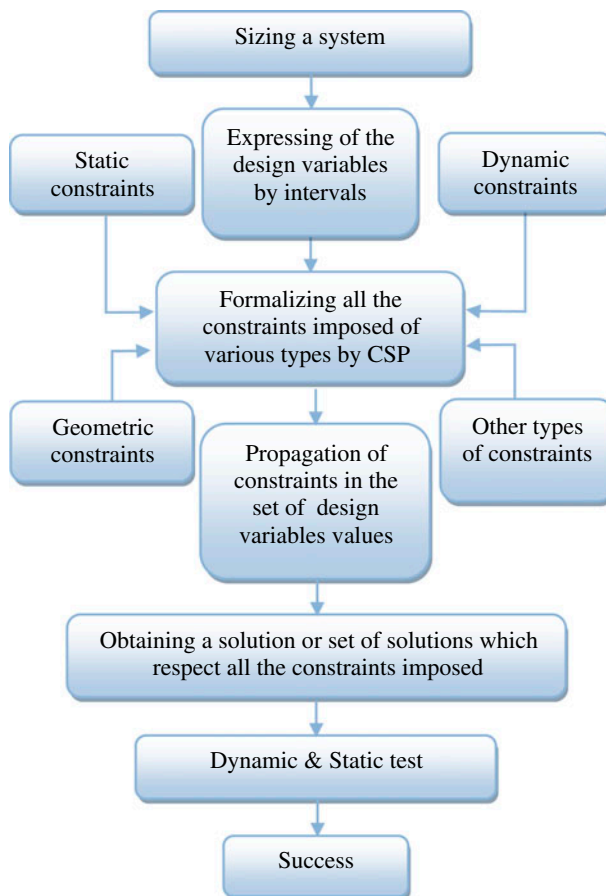 Sizing a system
Expressing of the
design variables
by intervals
Static
constraints
Dynamic
constraints
Formalizing all the
constraints imposed of
various types by CSP
Geometric
constraints
Other types
of constraints
Propagation of
constraints in the
set of design
variables values
Obtaining a solution or set of solutions which
respect all the constraints imposed
Dynamic & Static test
Success